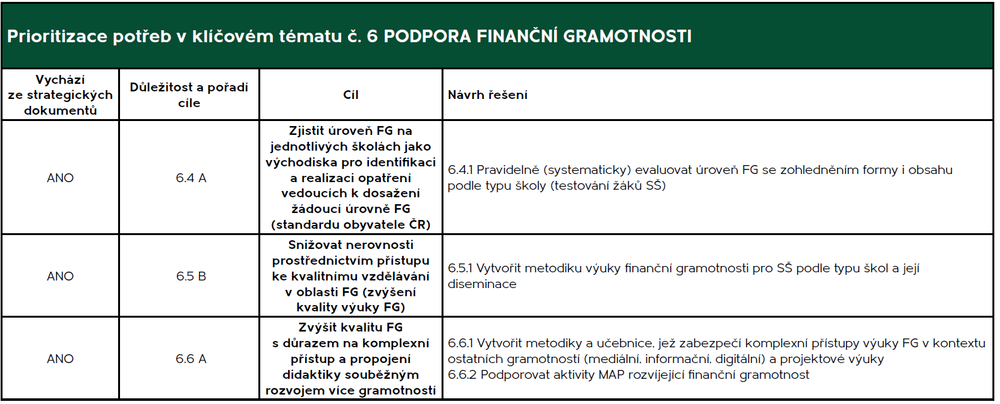 Prioritizace potřeb v klíčovém tématu č. 6 PODPORA FINANČNÍ GRAMOTNOSTI
Vychází
ze strategických
dokumentů
Důležitost a pořadí
cíle
Cíl
Návrh řešení
ANO
6.4 A
Zjistit úroveň FG na
jednotlivých školách jako
východiska pro identifikaci
a realizaci opatření
vedoucích k dosažení
žádoucí úrovně FG
(standardu obyvatele ČR)
6.4.1 Pravidelně (systematicky) evaluovat úroveň FG se zohledněním formy i obsahu
podle typu školy (testování žáků SŠ)
ANO
6.5 B
Snižovat nerovnosti
prostřednictvím přístupu
ke kvalitnímu vzdělávání
v oblasti FG (zvýšení
kvality výuky FG)
6.5.1 Vytvořit metodiku výuky finanční gramotnosti pro SŠ podle typu škol a její
diseminace
ANO
6.6 A
Zvýšit kvalitu FG
s důrazem na komplexní
přístup a propojení
didaktiky souběžným
rozvojem více gramotností
6.6.1 Vytvořit metodiky a učebnice, jež zabezpečí komplexní přístupy výuky FG v kontextu
ostatních gramotností (mediální, informační, digitální) a projektové výuky
6.6.2 Podporovat aktivity MAP rozvíjející finanční gramotnost